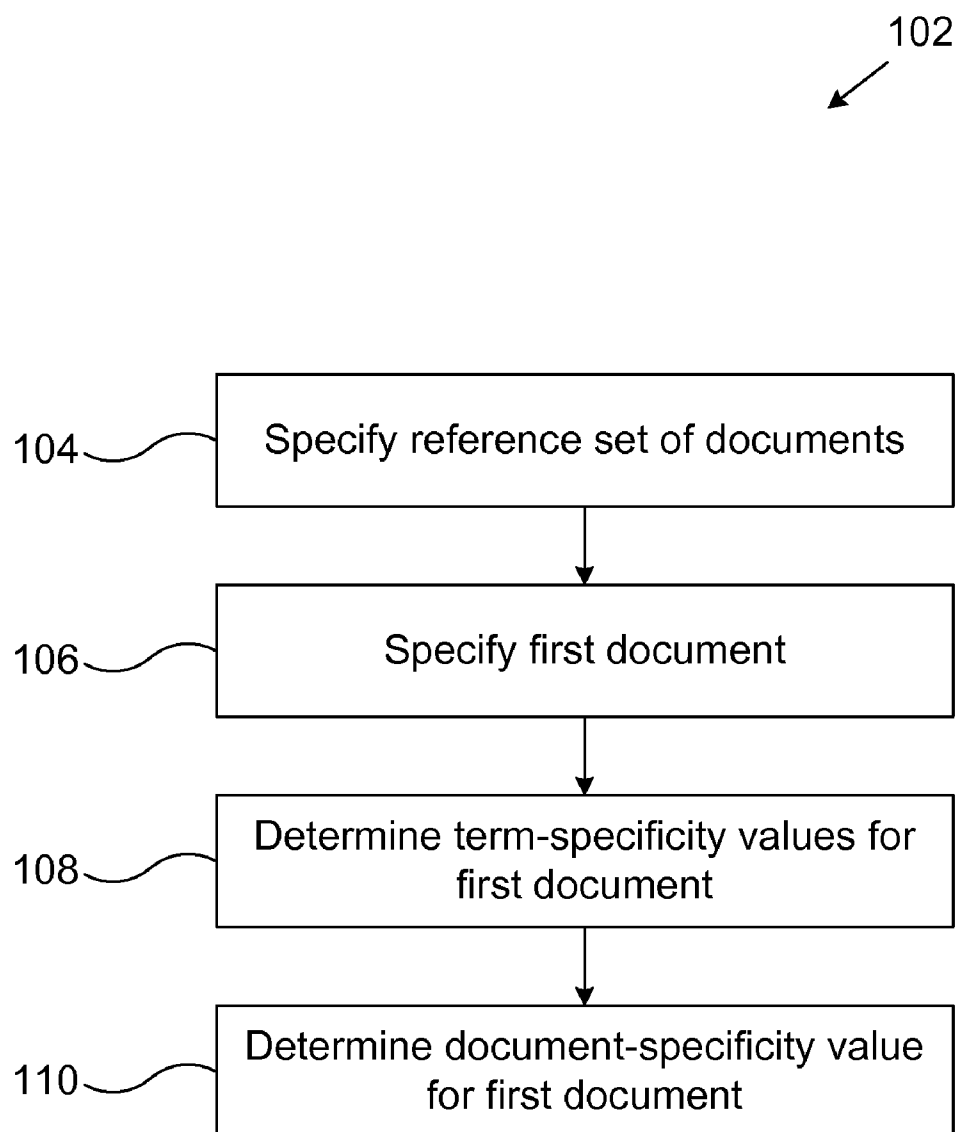 102
104
Specify reference set of documents
106
Specify first document
108
Determine term-specificity values for
first document
110
Determine document-specificity value
for first document